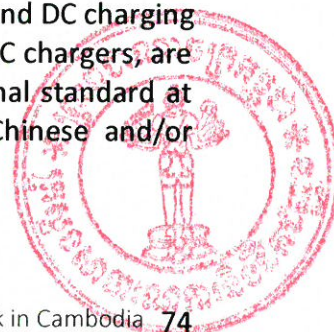 nd DC charging
C chargers, are
nal standard at
Chinese and/or
k in Cambodia 74